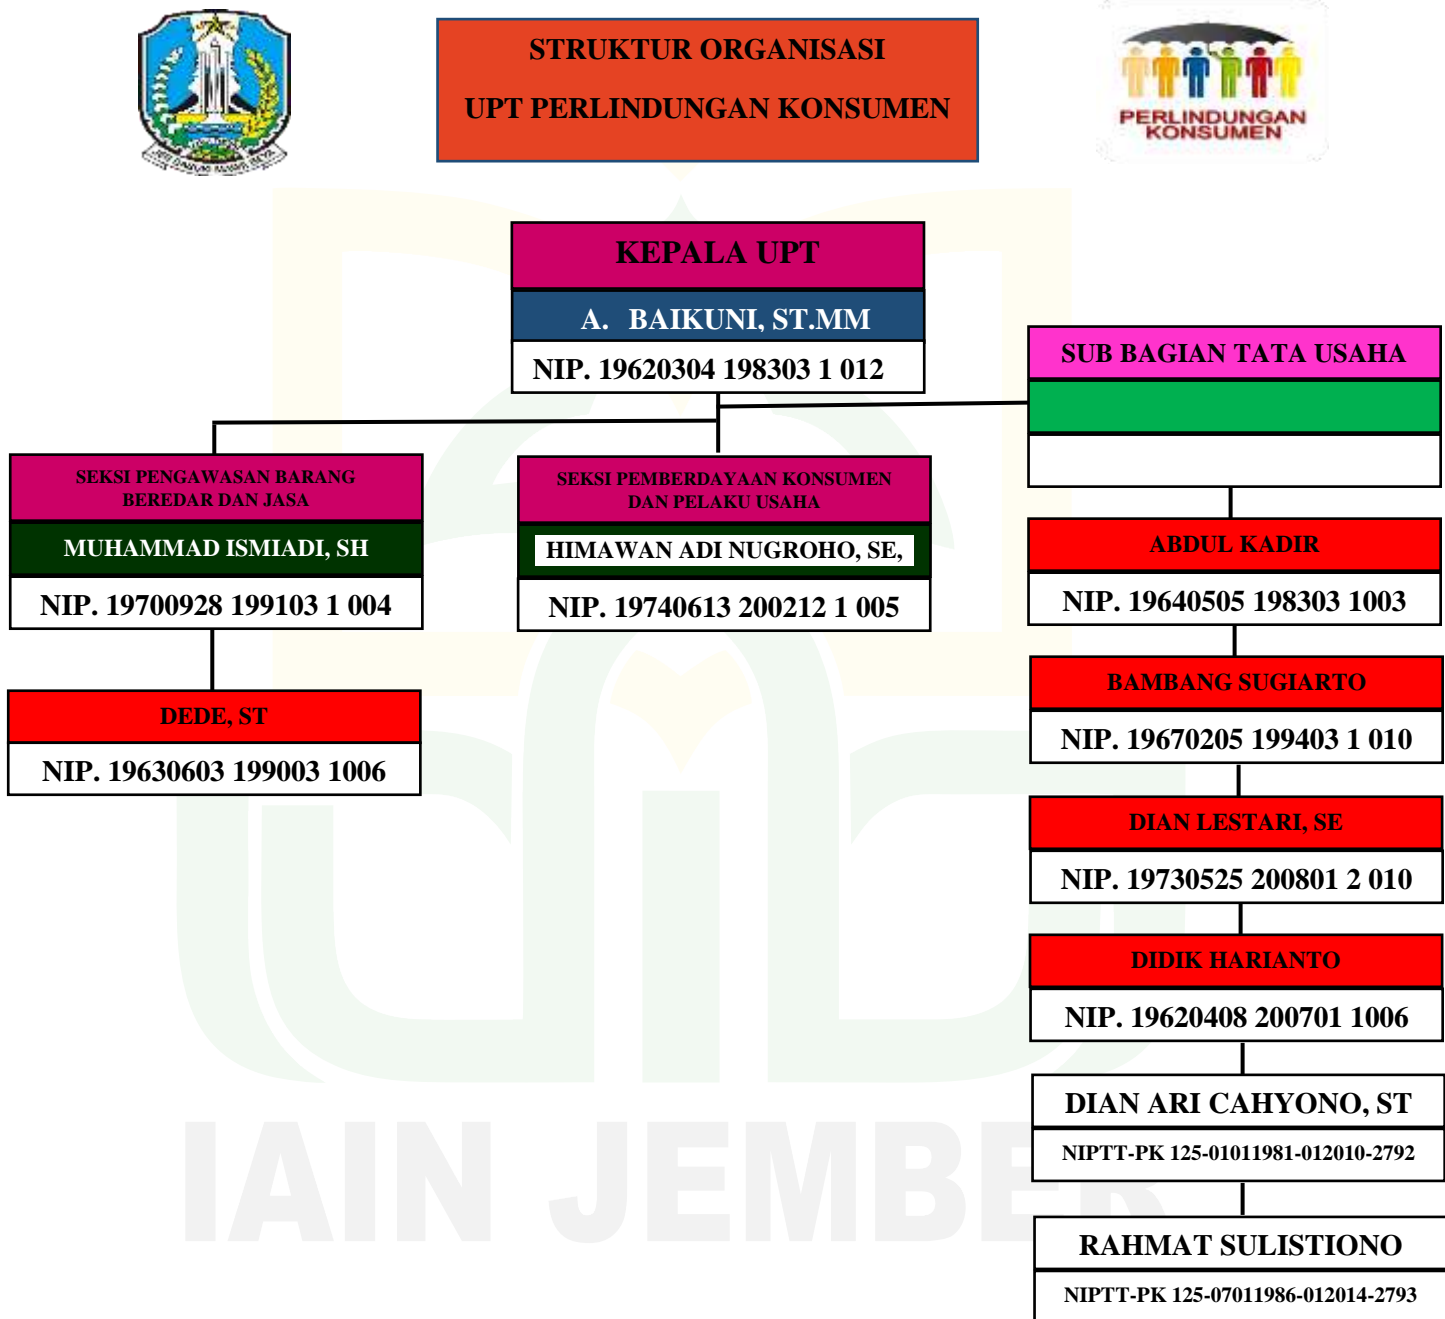 STRUKTUR ORGANISASI
UPT PERLINDUNGAN KONSUMEN
PERLINDUNGAN
KONSUMEN
KEPALA UPT
A. BAIKUNI, ST.MM
NIP. 19620304 198303 1 012
SUB BAGIAN TATA USAHA
SEKSI PENGAWASAN BARANG
BEREDAR DAN JASA
MUHAMMAD ISMIADI, SH
NIP. 19700928 199103 1 004
SEKSI PEMBERDAYAAN KONSUMEN
DAN PELAKU USAHA
HIMAWAN ADI NUGROHO, SE,
NIP. 19740613 200212 1 005
DEDE, ST
NIP. 19630603 199003 1006
ABDUL KADIR
NIP. 19640505 198303 1003
BAMBANG SUGIARTO
NIP. 19670205 199403 1 010
DIAN LESTARI, SE
NIP. 19730525 200801 2 010
DIDIK HARIANTO
NIP. 19620408 200701 1006
DIAN ARI CAHYONO, ST
NIPTT-PK 125-01011981-012010-2792
RAHMAT SULISTIONO
NIPTT-PK 125-07011986-012014-2793
IAIN JEMBER